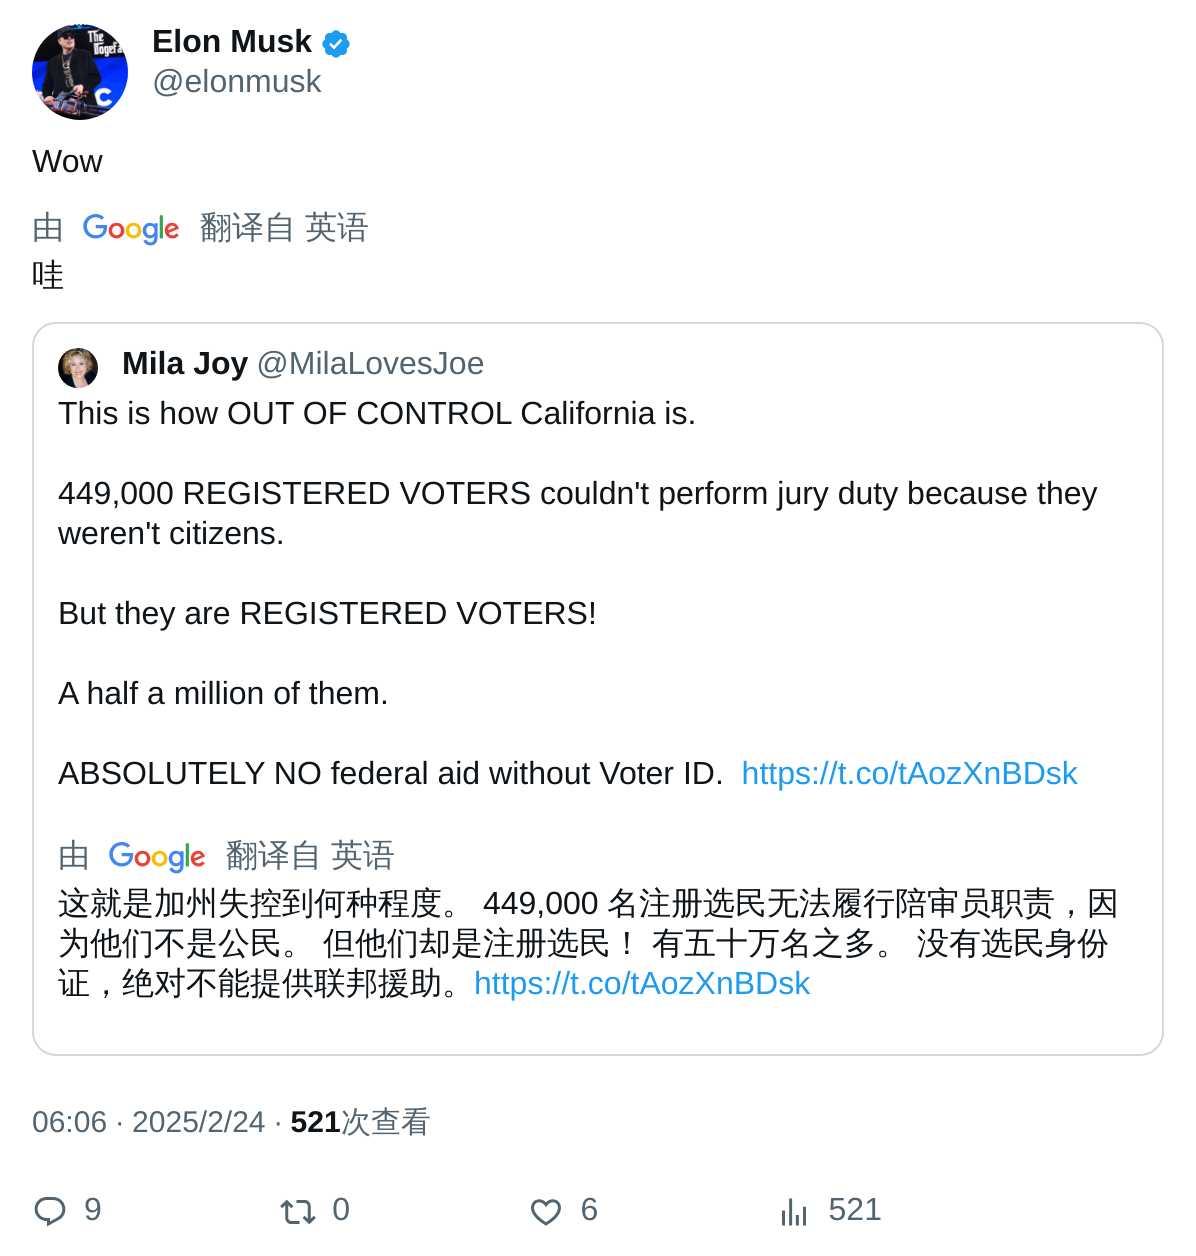 The
Dogefa
C
Elon Musk
@elonmusk
Wow
由 Google 翻译自 英语
哇
Mila Joy @MilaLovesJoe
This is how OUT OF CONTROL California is.
449,000 REGISTERED VOTERS couldn't perform jury duty because they
weren't citizens.
But they are REGISTERED VOTERS!
A half a million of them.
ABSOLUTELY NO federal aid without Voter ID. https://t.co/tAozXnBDsk
由 Google 翻译自 英语
这就是加州失控到何种程度。 449,000 名注册选民无法履行陪审员职责，因
为他们不是公民。 但他们却是注册选民！ 有五十万名之多。 没有选民身份
证，绝对不能提供联邦援助。https://t.co/tAozXnBDsk
06:06 · 2025/2/24 · 521次查看
9 0 6 521